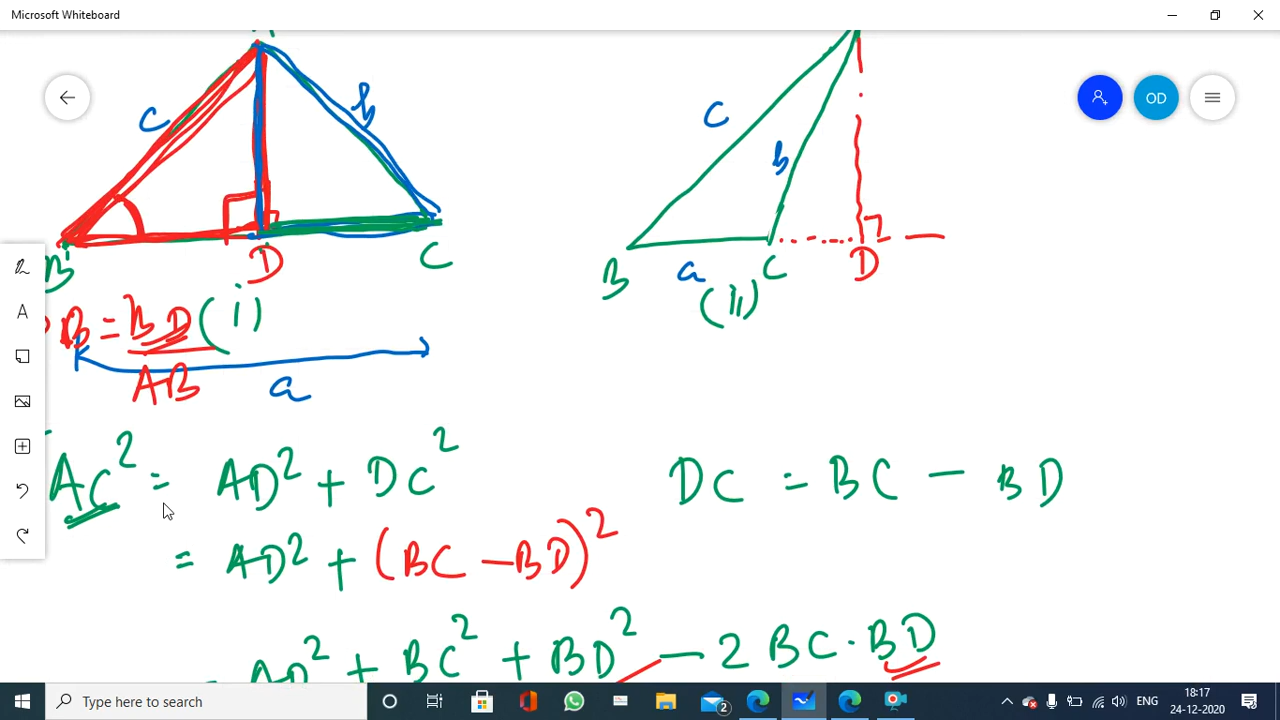 Microsoft Whiteboard
OD
c
b
B
D
C
c
b
B
a
C
D
(i)
(ii)
B = BD
AB
a
AC² = AD² + DC²
DC = BC - BD
= AD² + (BC - BD)²
= AD² + BC² + BD² - 2 BC · BD
Type here to search
2
ENG
18:17
24-12-2020